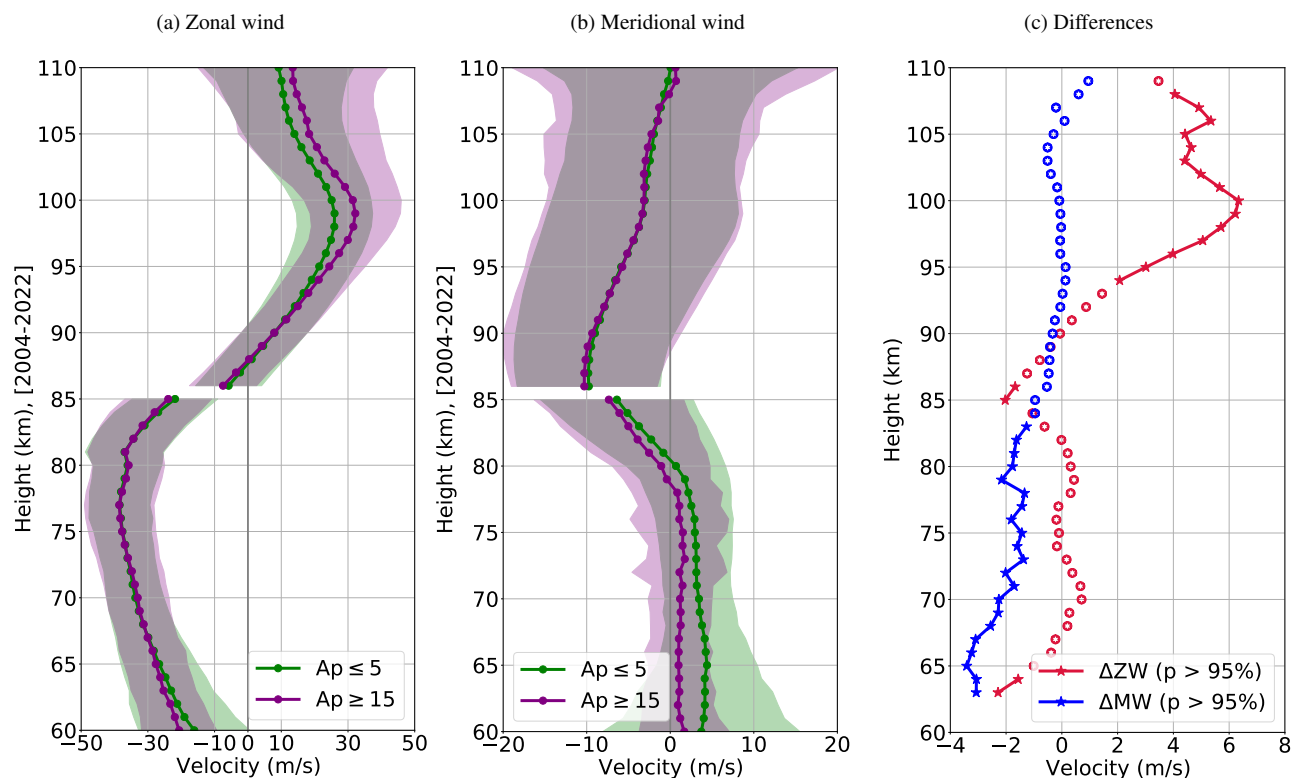 (a) Zonal wind
(b) Meridional wind
(c) Differences
Height (km), [2004-2022]
110
105
100
95
90
85
80
75
70
65
60
−50 −30 −10 0 10 30 50
Velocity (m/s)
Ap ≤ 5
Ap ≥ 15
Height (km), [2004-2022]
110
105
100
95
90
85
80
75
70
65
60
−20 −10 0 10 20
Velocity (m/s)
Ap ≤ 5
Ap ≥ 15
Height (km)
110
105
100
95
90
85
80
75
70
65
60
−4 −2 0 2 4 6 8
Velocity (m/s)
ΔZW (p > 95%)
ΔMW (p > 95%)